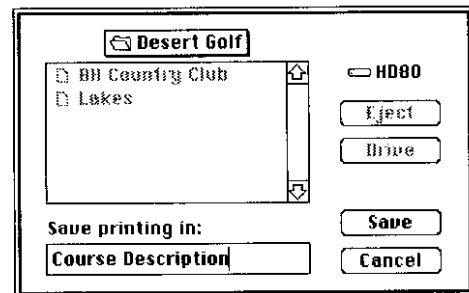 Desert Golf
BH Country Club
Lakes
HD80
Eject
Drive
Save printing in:
Course Description
Save
Cancel